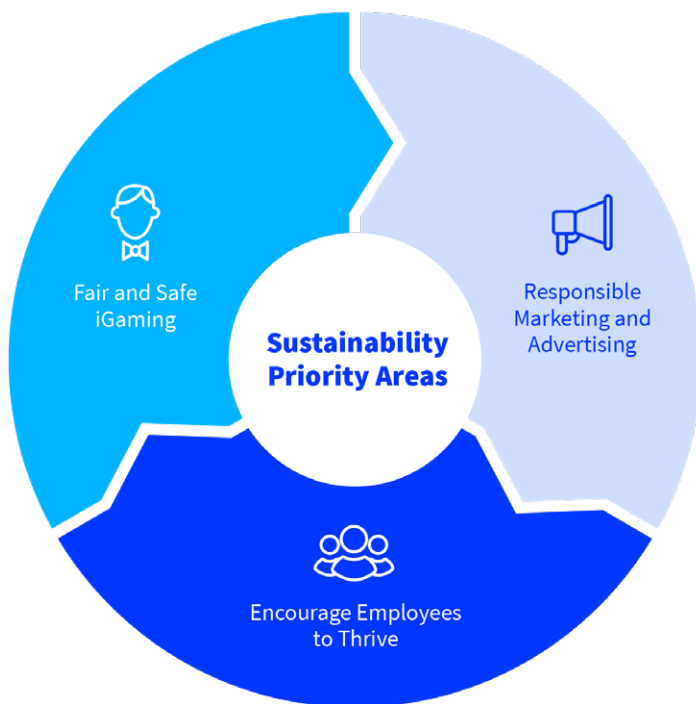 Fair and Safe
iGaming
Sustainability
Priority Areas
Responsible
Marketing and
Advertising
Encourage Employees
to Thrive